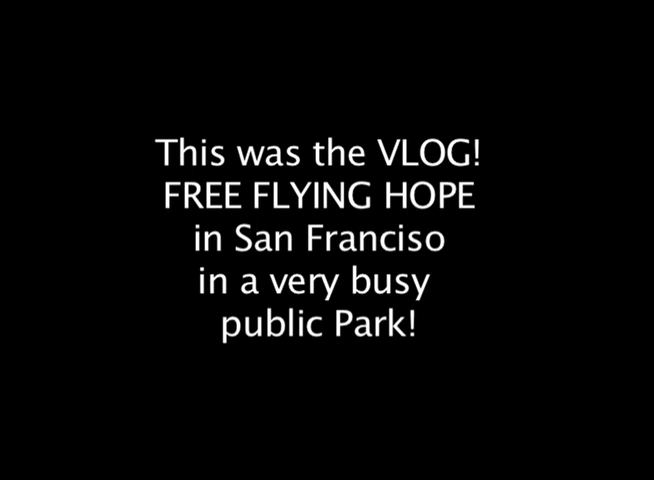 This was the VLOG!
FREE FLYING HOPE
in San Franciso
in a very busy
public Park!